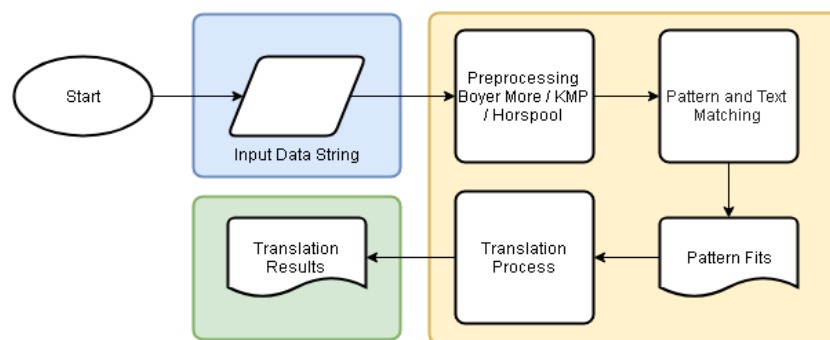 Start
Input Data String
Preprocessing
Boyer More / KMP
/ Horspool
Pattern and Text
Matching
Pattern Fits
Translation
Process
Translation
Results